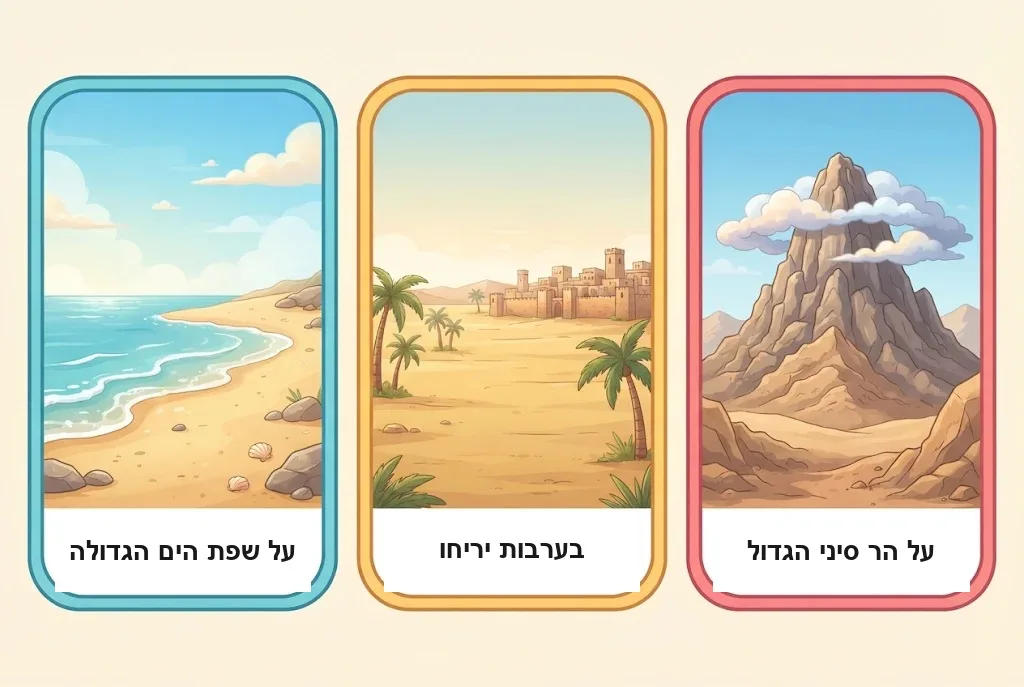 על הר סיני הגדול
בערבות יריחו
על שפת הים הגדולה